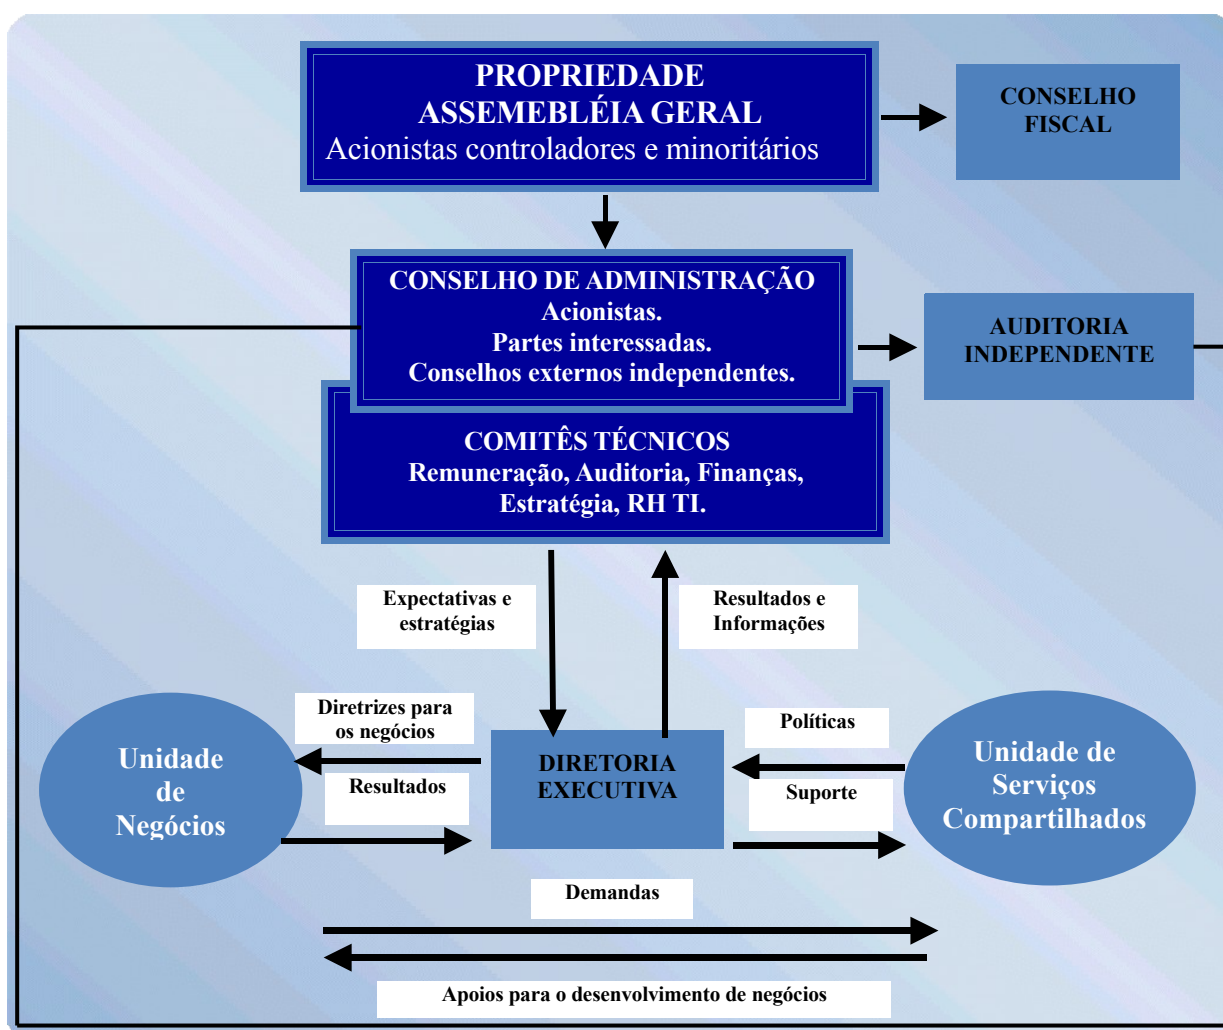 PROPRIEDADE
ASSEMEBLÉIA GERAL
Acionistas controladores e minoritários
CONSELHO
FISCAL
CONSELHO DE ADMINISTRAÇÃO
Acionistas.
Partes interessadas.
Conselhos externos independentes.
AUDITORIA
INDEPENDENTE
COMITÊS TÉCNICOS
Remuneração, Auditoria, Finanças,
Estratégia, RH TI.
Expectativas e
estratégias
Resultados e
Informações
Unidade
de
Negócios
Diretrizes para
os negócios
Resultados
DIRETORIA
EXECUTIVA
Políticas
Suporte
Unidade de
Serviços
Compartilhados
Demandas
Apoios para o desenvolvimento de negócios